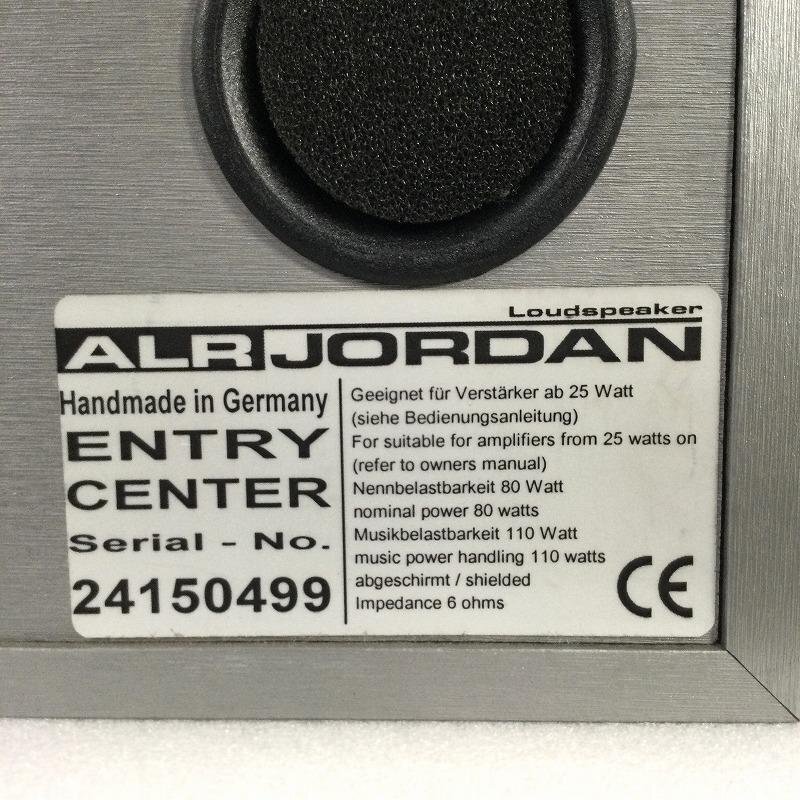 Loudspeaker
ALR JORDAN
Handmade in Germany
ENTRY
CENTER
Serial - No.
24150499
Geeignet für Verstärker ab 25 Watt
(siehe Bedienungsanleitung)
For suitable for amplifiers from 25 watts on
(refer to owners manual)
Nennbelastbarkeit 80 Watt
nominal power 80 watts
Musikbelastbarkeit 110 Watt
music power handling 110 watts
abgeschirmt / shielded
Impedance 6 ohms
CE